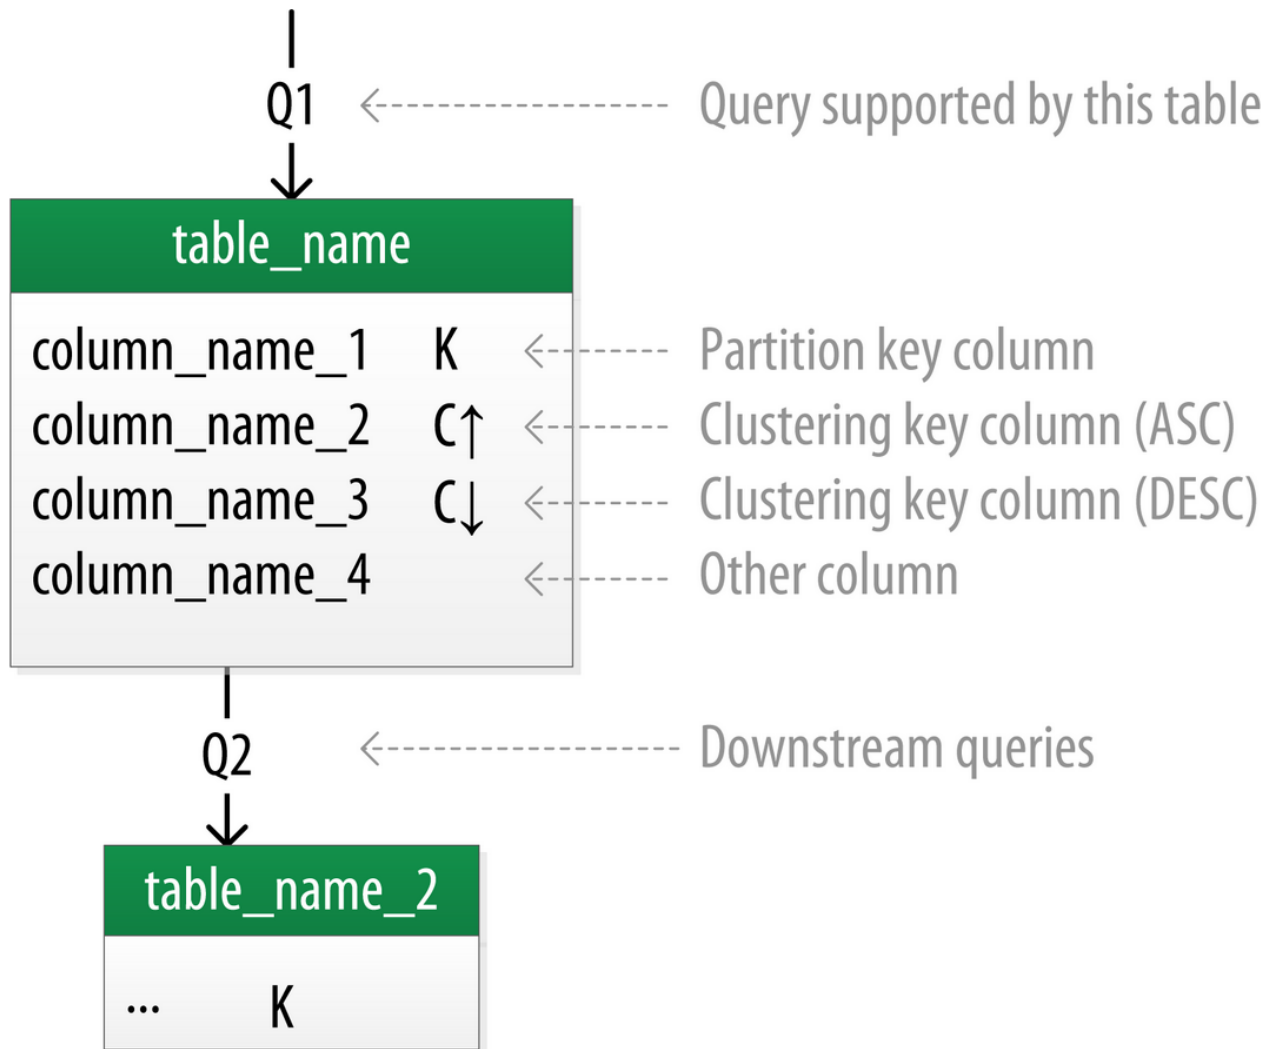 Q1 Query supported by this table
table_name
column_name_1 K Partition key column
column_name_2 C↑ Clustering key column (ASC)
column_name_3 C↓ Clustering key column (DESC)
column_name_4 Other column
Q2 Downstream queries
table_name_2
... K